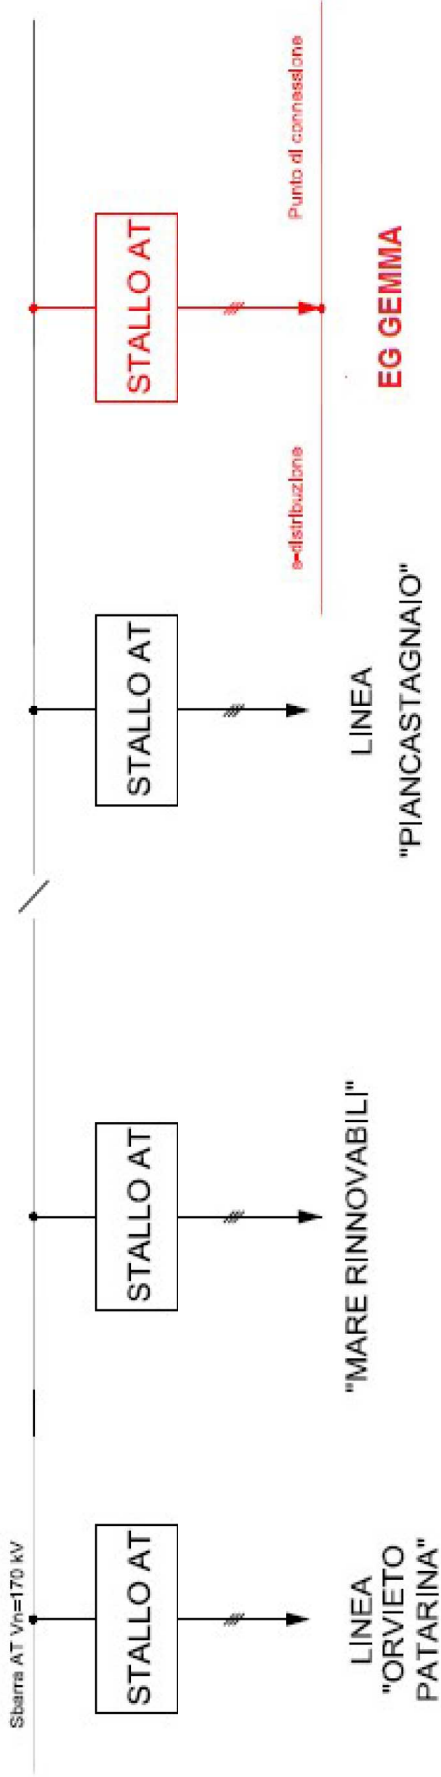 Sbarra AT Vn=170 kV
STALLO AT
LINEA
"ORVIETO
PATARINA"
STALLO AT
"MARE RINNOVABILI"
STALLO AT
LINEA
"PIANCASTAGNAIO"
STALLO AT
e-distribuzione
Punto di connessione
EG GEMMA